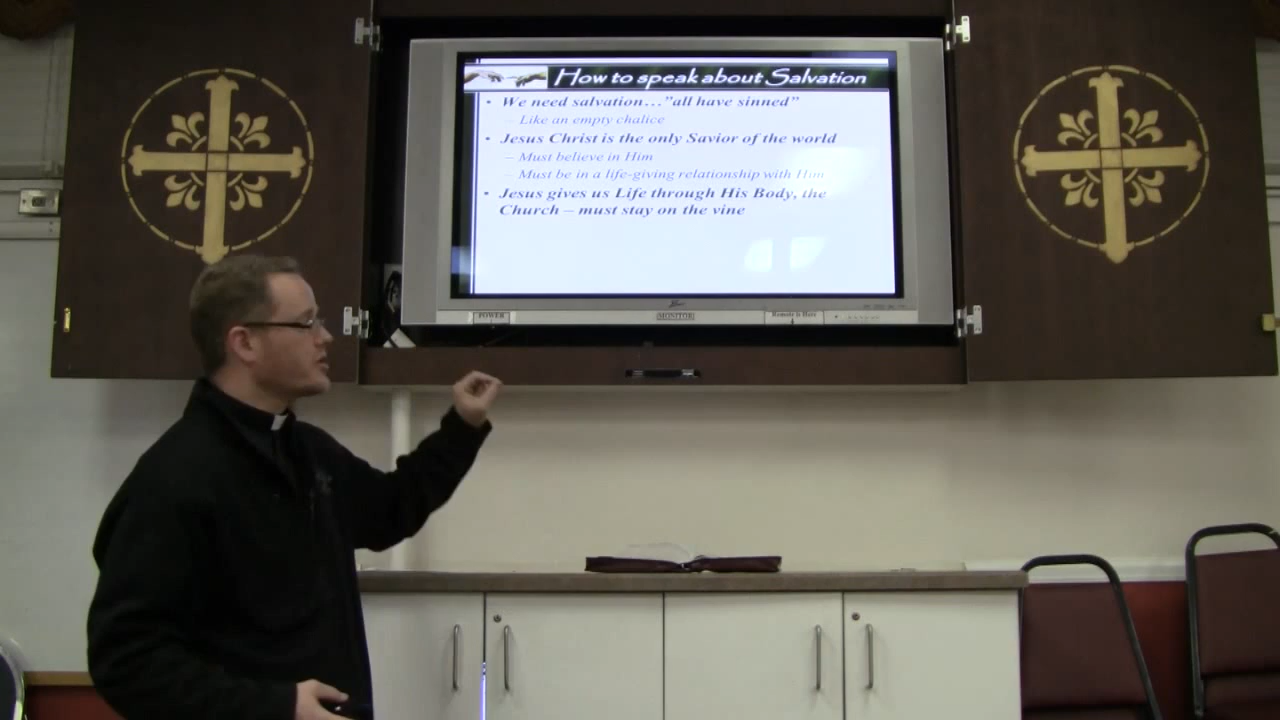 How to speak about Salvation
• We need salvation…”all have sinned”
– Like an empty chalice
• Jesus Christ is the only Savior of the world
– Must believe in Him
– Must be in a life-giving relationship with Him
• Jesus gives us Life through His Body, the
Church – must stay on the vine
POWER
MONITOR
Remote is Here